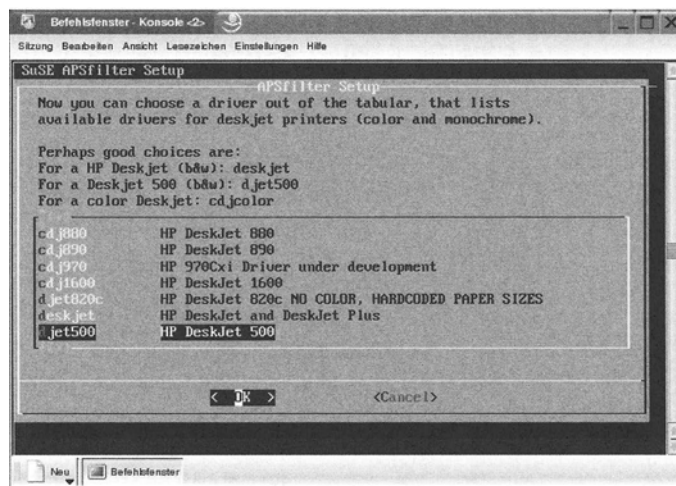 Befehlsfenster - Konsole <2>
Sitzung Bearbeiten Ansicht Lesezeichen Einstellungen Hilfe
SuSE APSfilter Setup
APSfilter Setup
Now you can choose a driver out of the tabular, that lists
available drivers for deskjet printers (color and monochrome).
Perhaps good choices are:
For a HP Deskjet (b&w): deskjet
For a Deskjet 500 (b&w): djet500
For a color Deskjet: cdjcolor
cdj880 HP DeskJet 880
cdj890 HP DeskJet 890
cdj970 HP 970Cxi Driver under development
cdj1600 HP DeskJet 1600
djet820c HP DeskJet 820c NO COLOR, HARDCODED PAPER SIZES
deskjet HP DeskJet and DeskJet Plus
djet500 HP DeskJet 500
< OK > <Cancel>
Neu Befehlsfenster